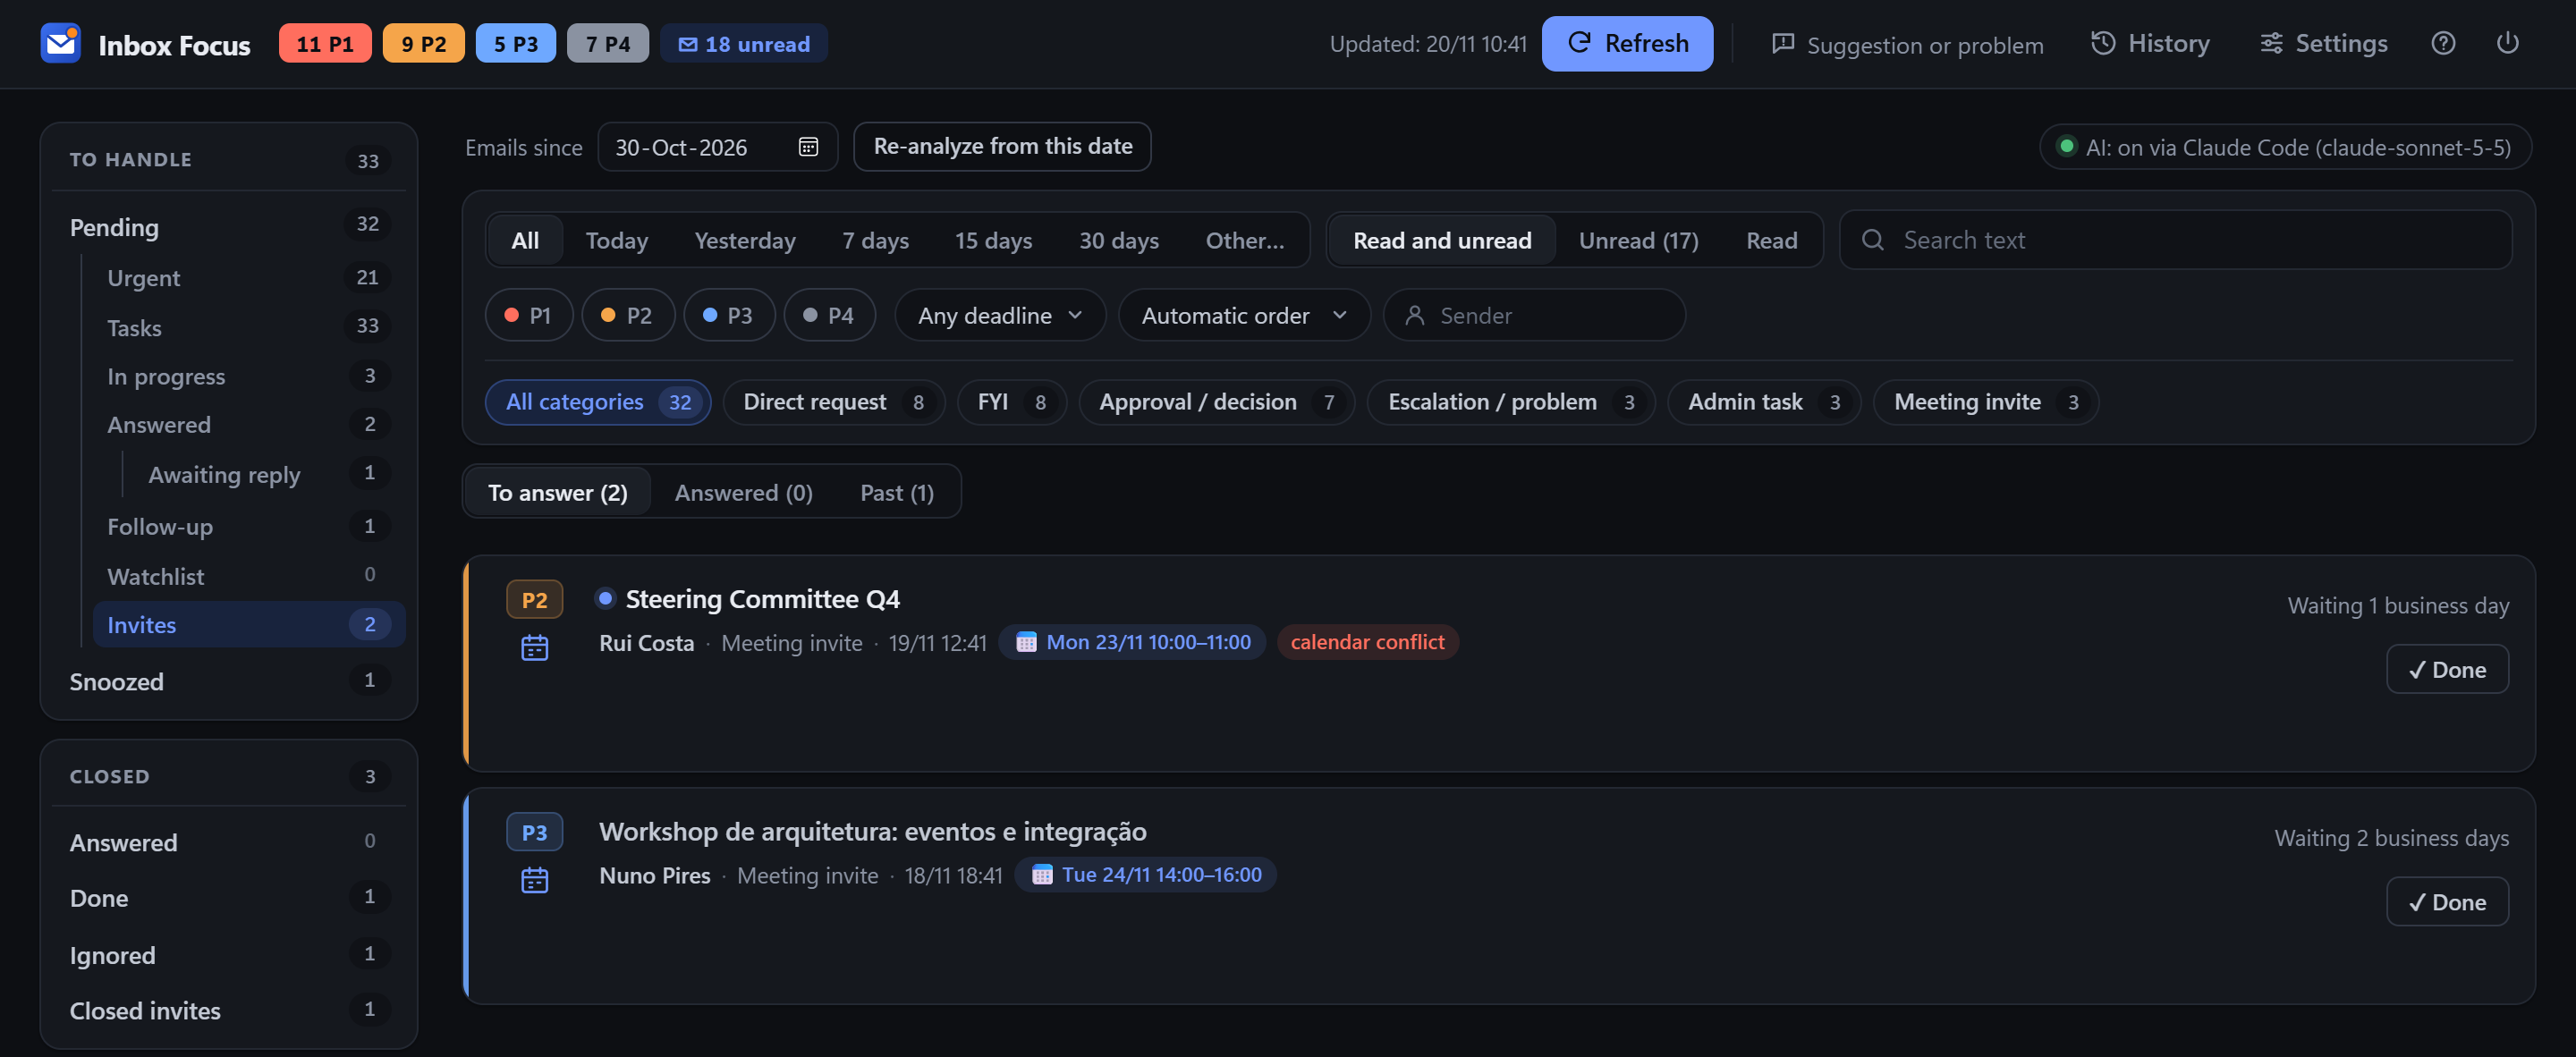 Inbox Focus 11 P1 9 P2 5 P3 7 P4 18 unread Updated: 20/11 10:41 Refresh Suggestion or problem History Settings
TO HANDLE 33
Pending 32
Urgent 21
Tasks 33
In progress 3
Answered 2
Awaiting reply 1
Follow-up 1
Watchlist 0
Invites 2
Snoozed 1
CLOSED 3
Answered 0
Done 1
Ignored 1
Closed invites 1
Emails since 30-Oct-2026 Re-analyze from this date AI: on via Claude Code (claude-sonnet-5-5)
All Today Yesterday 7 days 15 days 30 days Other... Read and unread Unread (17) Read Search text
P1 P2 P3 P4 Any deadline Automatic order Sender
All categories 32 Direct request 8 FYI 8 Approval / decision 7 Escalation / problem 3 Admin task 3 Meeting invite 3
To answer (2) Answered (0) Past (1)
P2 Steering Committee Q4 Waiting 1 business day
Rui Costa · Meeting invite · 19/11 12:41 Mon 23/11 10:00–11:00 calendar conflict
✓ Done
P3 Workshop de arquitetura: eventos e integração Waiting 2 business days
Nuno Pires · Meeting invite · 18/11 18:41 Tue 24/11 14:00–16:00
✓ Done